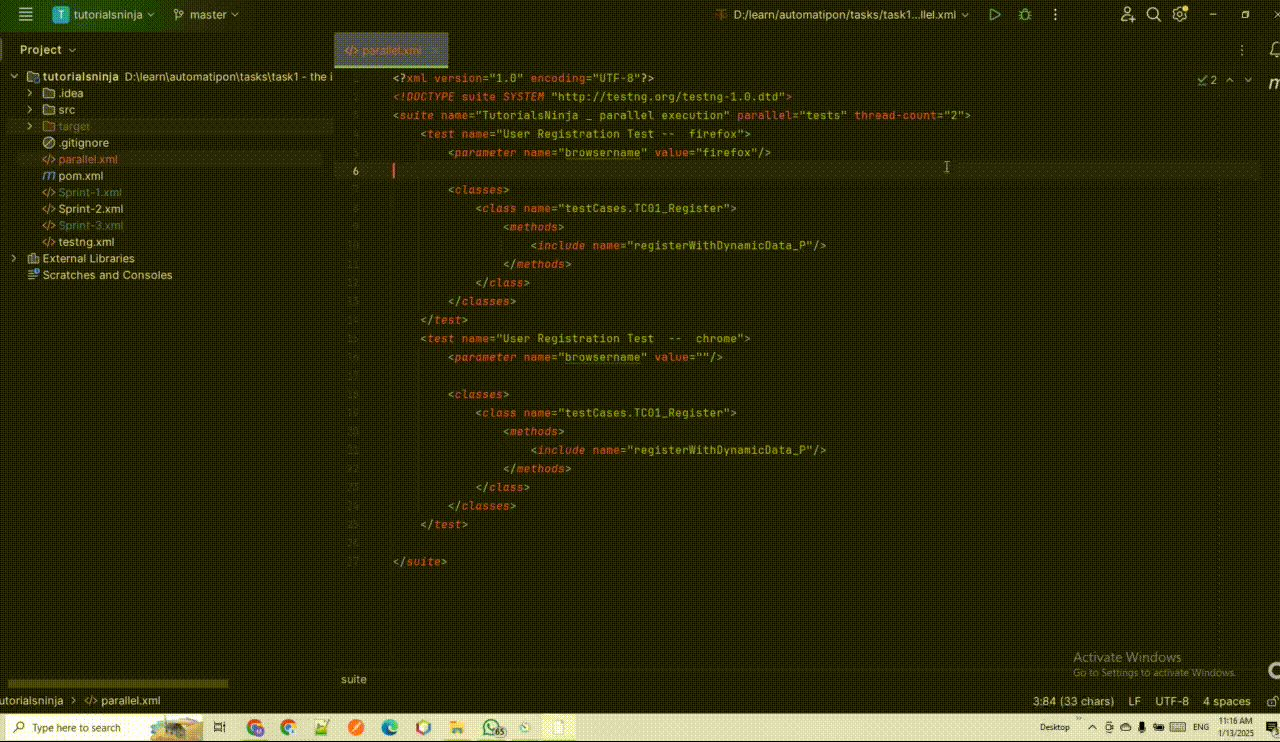 T tutorialsninja
master
D:/learn/automatipon/tasks/task1...llel.xml
Project
parallel.xml
tutorialsninja D:\learn\automatipon\tasks\task1 - the i
.idea
src
target
.gitignore
parallel.xml
pom.xml
Sprint-1.xml
Sprint-2.xml
Sprint-3.xml
testng.xml
External Libraries
Scratches and Consoles
2
<?xml version="1.0" encoding="UTF-8"?>
<!DOCTYPE suite SYSTEM "http://testng.org/testng-1.0.dtd">
<suite name="TutorialsNinja _ parallel execution" parallel="tests" thread-count="2">
<test name="User Registration Test -- firefox">
<parameter name="browsername" value="firefox"/>
6
<classes>
<class name="testCases.TC01_Register">
<methods>
<include name="registerWithDynamicData_P"/>
</methods>
</class>
</classes>
</test>
<test name="User Registration Test -- chrome">
<parameter name="browsername" value=""/>
<classes>
<class name="testCases.TC01_Register">
<methods>
<include name="registerWithDynamicData_P"/>
</methods>
</class>
</classes>
</test>
</suite>
Activate Windows
Go to Settings to activate Windows.
suite
utorialsninja > parallel.xml
3:84 (33 chars) LF UTF-8 4 spaces
Type here to search
65
Desktop
ENG
11:16 AM
1/13/2025